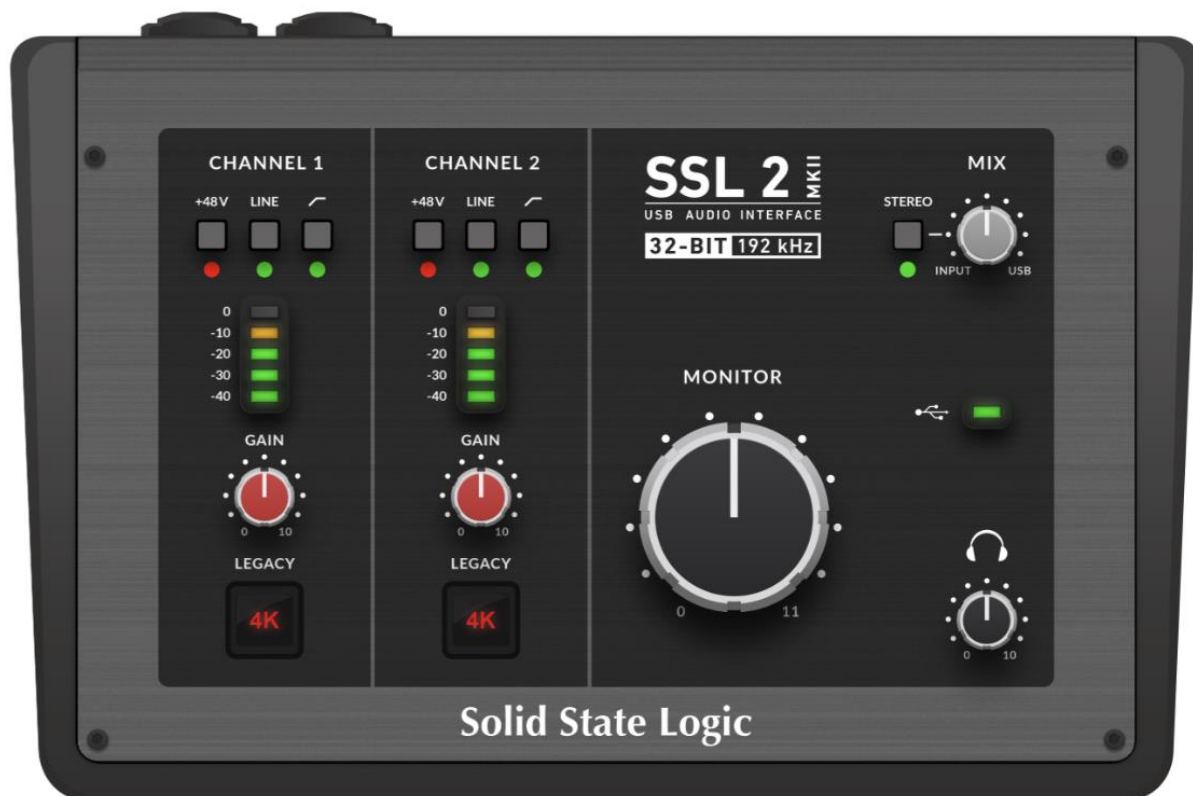 CHANNEL 1
+48V LINE
0
-10
-20
-30
-40
GAIN
0 10
LEGACY
4K
CHANNEL 2
+48V LINE
0
-10
-20
-30
-40
GAIN
0 10
LEGACY
4K
SSL 2 MKII
USB AUDIO INTERFACE
32-BIT 192 kHz
MIX
STEREO
INPUT USB
MONITOR
0 11
0 10
Solid State Logic